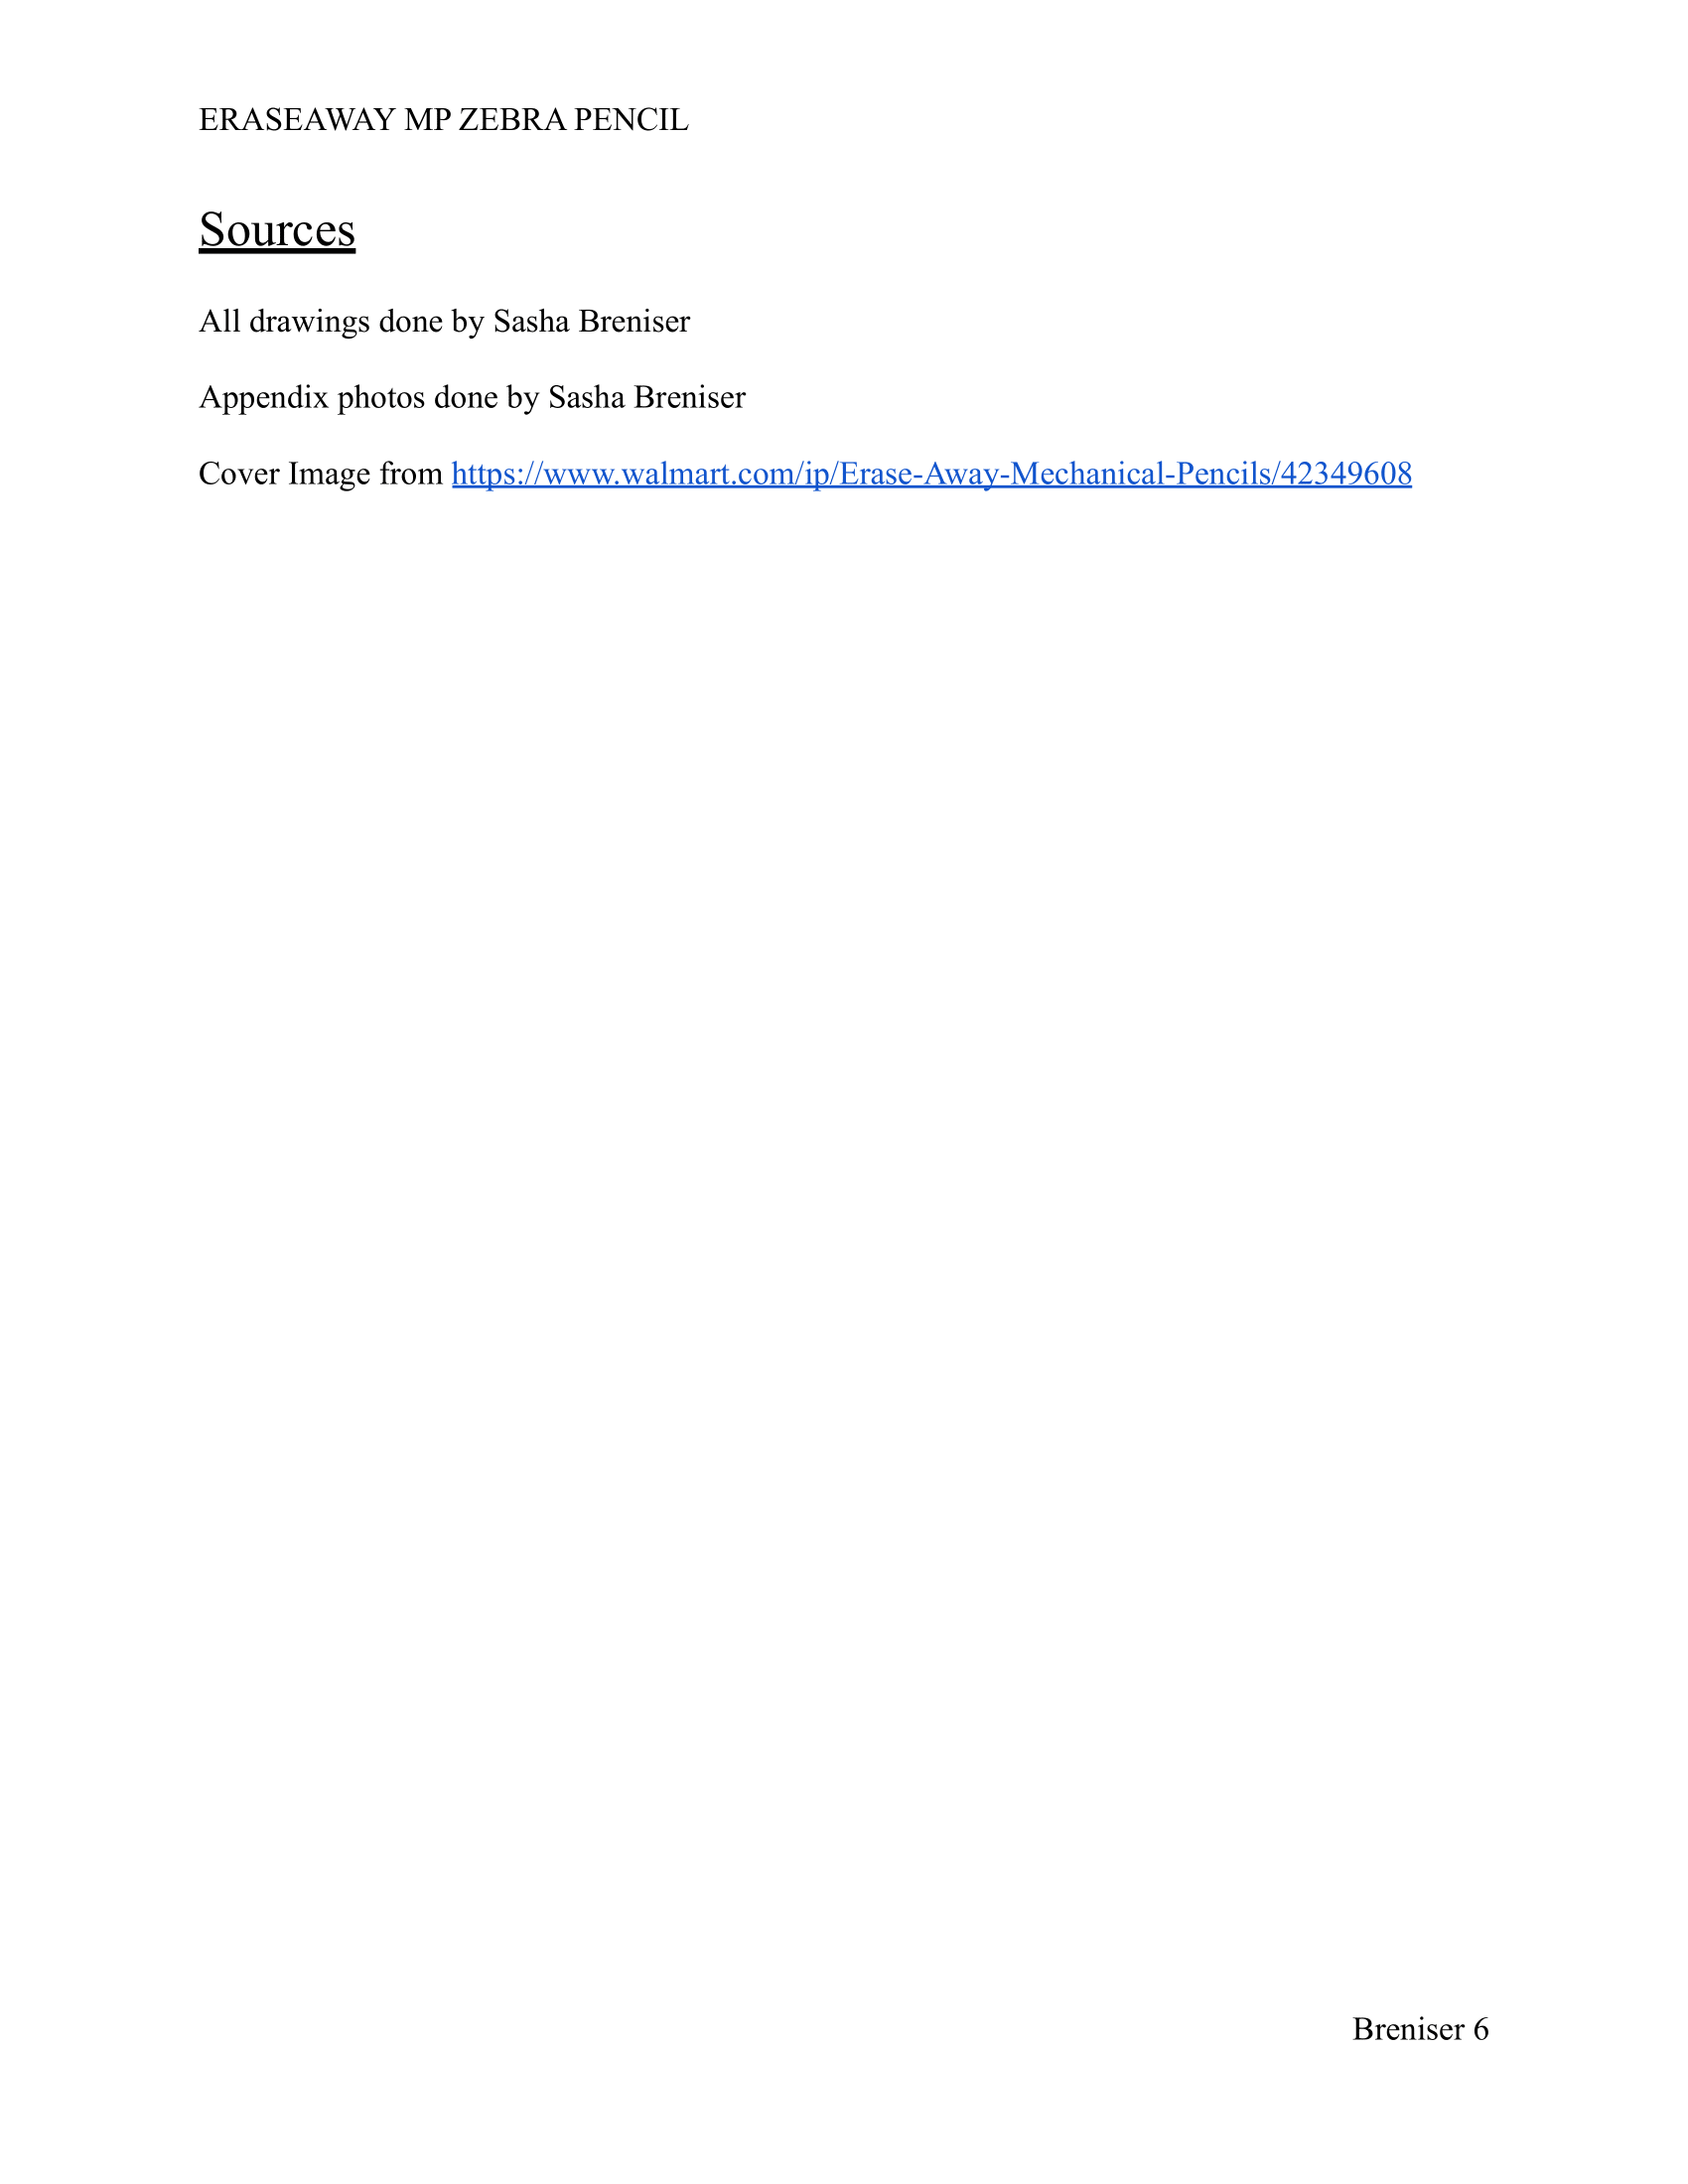 ERASEAWAY MP ZEBRA PENCIL
Sources
All drawings done by Sasha Breniser
Appendix photos done by Sasha Breniser
Cover Image from https://www.walmart.com/ip/Erase-Away-Mechanical-Pencils/42349608
Breniser 6